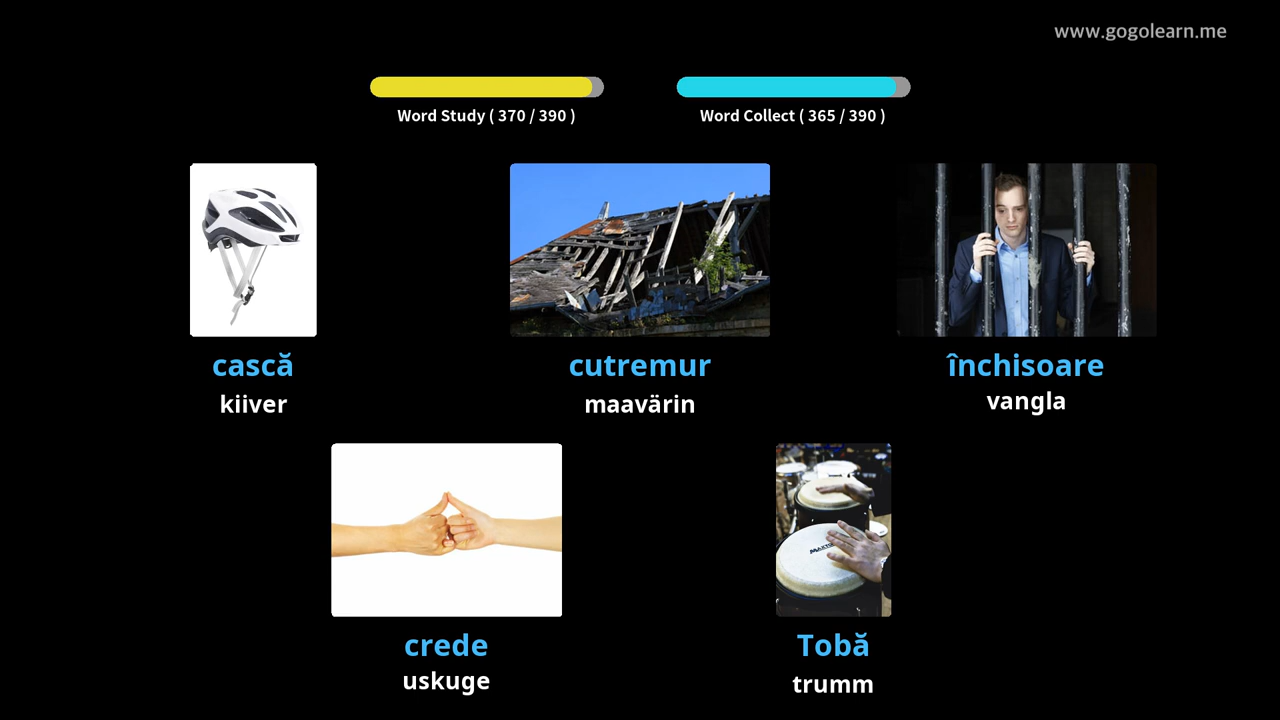 www.gogolearn.me
Word Study ( 370 / 390 )
Word Collect ( 365 / 390 )
cască
cutremur
închisoare
kiiver
maavärin
vangla
crede
Tobă
uskuge
trumm